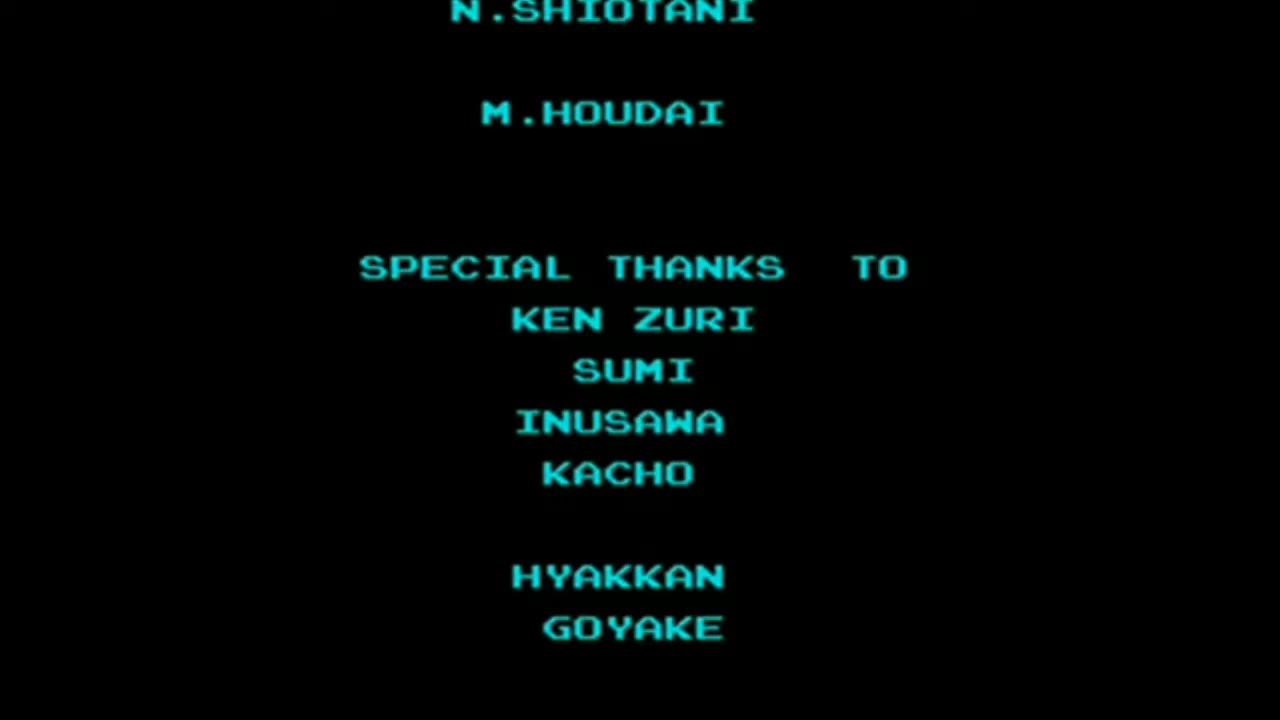 N.SHIOTANI
M.HOUDAI
SPECIAL THANKS  TO
KEN ZURI
SUMI
INUSAWA
KACHO
HYAKKAN
GOYAKE